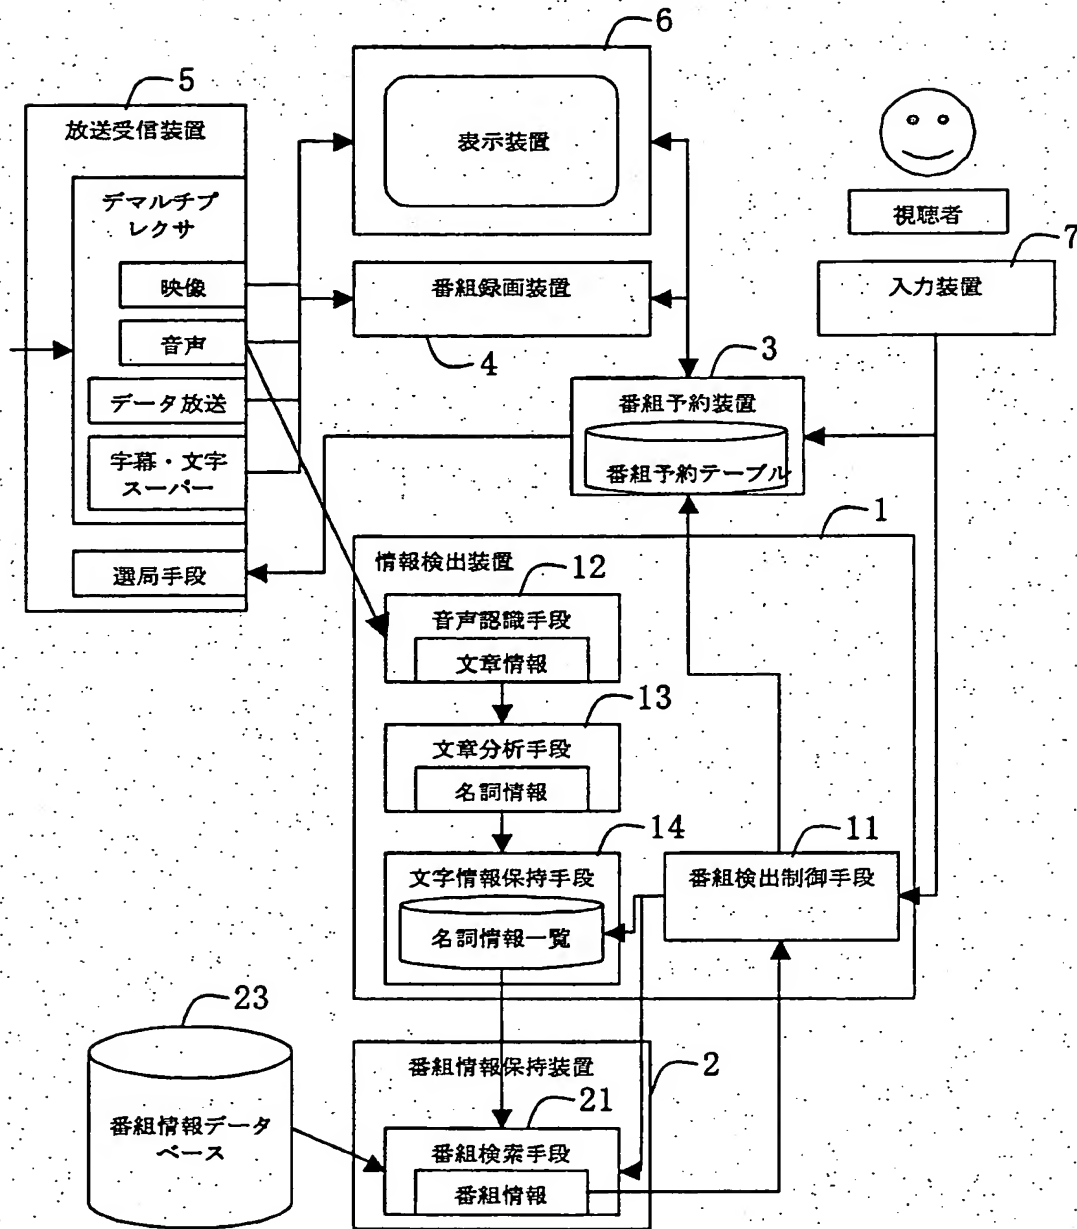 6
5
放送受信装置
表示装置
デマルチプ
レクサ
視聴者
7
映像
番組録画装置
入力装置
音声
4
3
データ放送
番組予約装置
字幕・文字
スーパー
番組予約テーブル
1
選局手段
情報検出装置
12
音声認識手段
文章情報
13
文章分析手段
名詞情報
14
11
文字情報保持手段
番組検出制御手段
名詞情報一覧
23
番組情報保持装置
2
21
番組情報データ
ベース
番組検索手段
番組情報